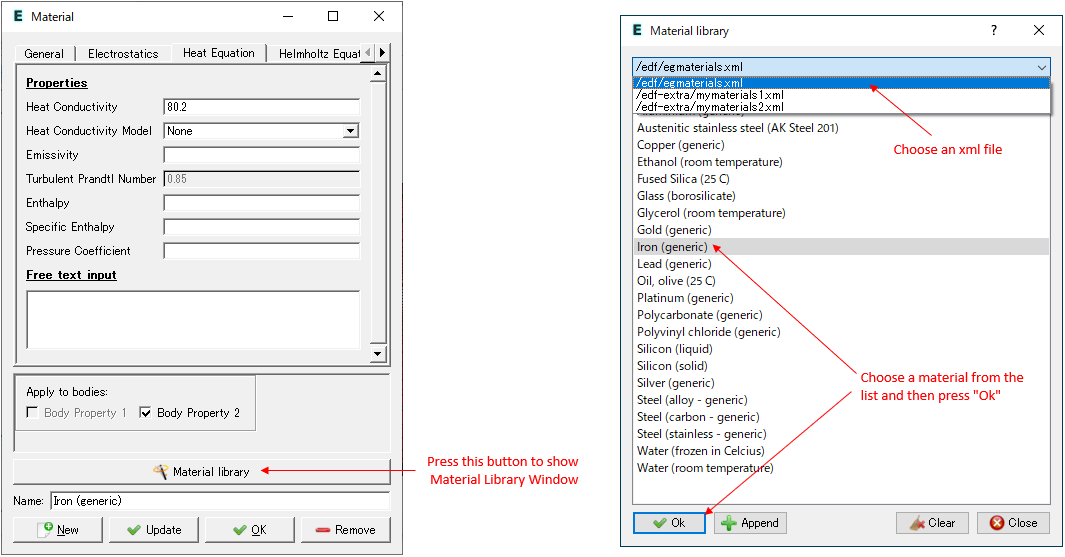 E Material
General
Electrostatics
Heat Equation
Helmholtz Equat
Properties
Heat Conductivity
80.2
Heat Conductivity Model
None
Emissivity
Turbulent Prandtl Number
0.85
Enthalpy
Specific Enthalpy
Pressure Coefficient
Free text input
Apply to bodies:
Body Property 1
Body Property 2
Material library
Name: Iron (generic)
New
Update
OK
Remove
Press this button to show
Material Library Window
E Material library
?
/edf/egmaterials.xml
/edf/egmaterials.xml
/edf-extra/mymaterials1.xml
/edf-extra/mymaterials2.xml
Austenitic stainless steel (AK Steel 201)
Copper (generic)
Ethanol (room temperature)
Fused Silica (25 C)
Glass (borosilicate)
Glycerol (room temperature)
Gold (generic)
Iron (generic)
Lead (generic)
Oil, olive (25 C)
Platinum (generic)
Polycarbonate (generic)
Polyvinyl chloride (generic)
Silicon (liquid)
Silicon (solid)
Silver (generic)
Steel (alloy - generic)
Steel (carbon - generic)
Steel (stainless - generic)
Water (frozen in Celcius)
Water (room temperature)
Ok
Append
Clear
Close
Choose an xml file
Choose a material from the
list and then press "Ok"